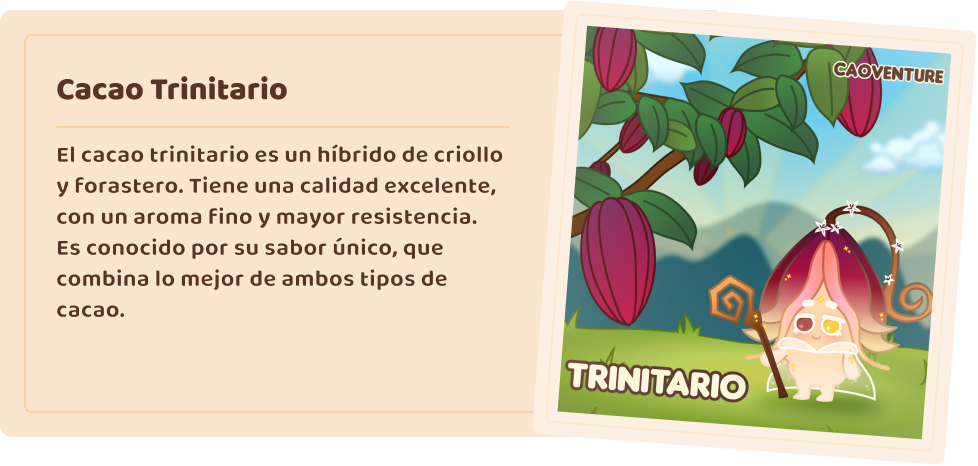 Cacao Trinitario
El cacao trinitario es un híbrido de criollo
y forastero. Tiene una calidad excelente,
con un aroma fino y mayor resistencia.
Es conocido por su sabor único, que
combina lo mejor de ambos tipos de
cacao.
CAOVENTURE
TRINITARIO